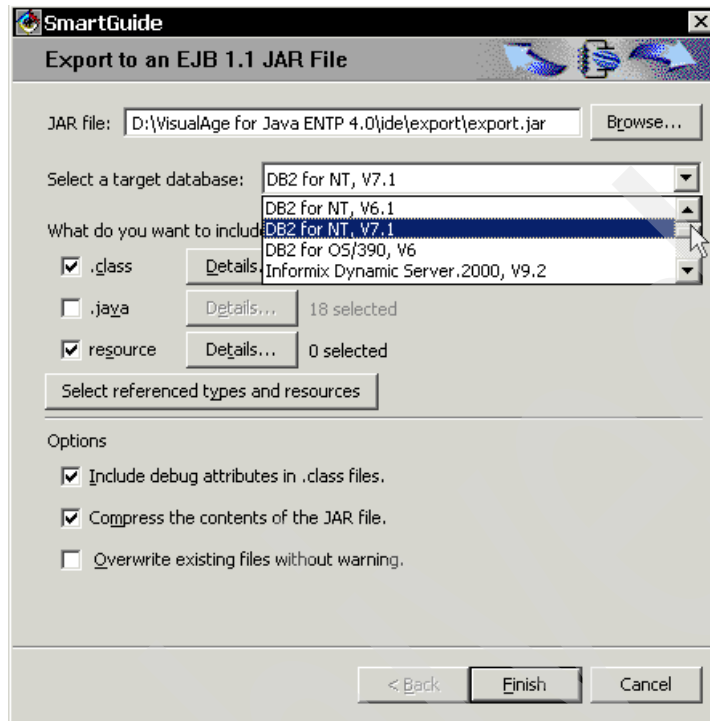 SmartGuide
Export to an EJB 1.1 JAR File
JAR file: D:\VisualAge for Java ENTP 4.0\ide\export\export.jar Browse...
Select a target database: DB2 for NT, V7.1
DB2 for NT, V6.1
What do you want to includ DB2 for NT, V7.1
DB2 for OS/390, V6
.class Details. Informix Dynamic Server.2000, V9.2
.java Details... 18 selected
resource Details... 0 selected
Select referenced types and resources
Options
Include debug attributes in .class files.
Compress the contents of the JAR file.
Overwrite existing files without warning.
< Back Finish Cancel